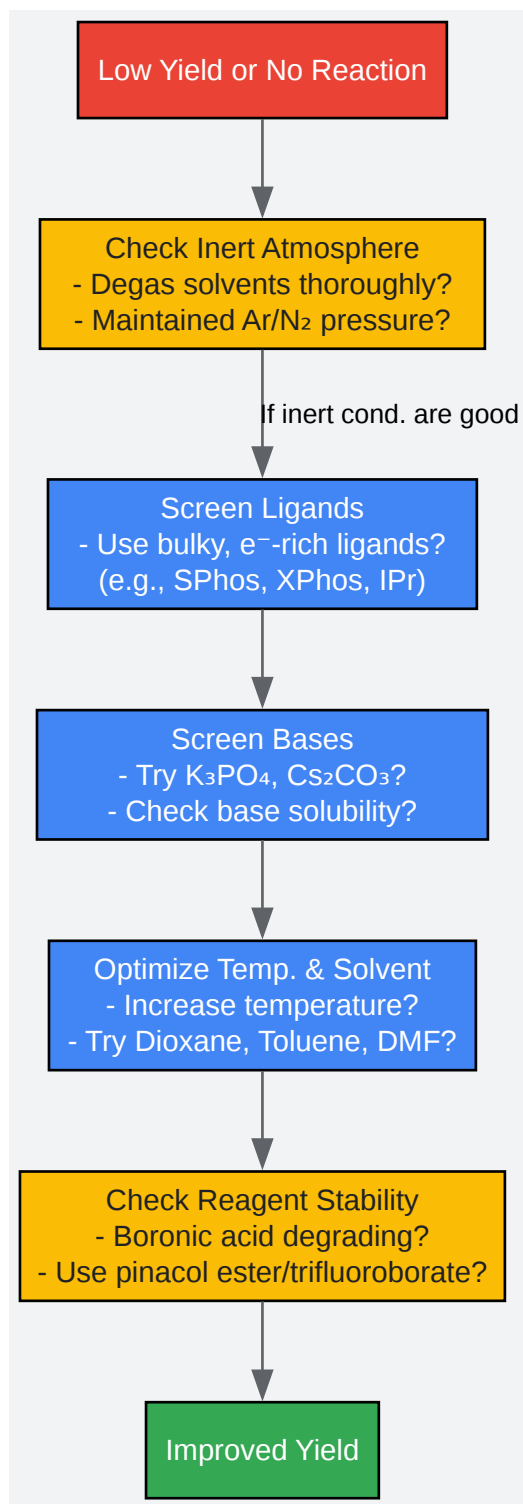 Low Yield or No Reaction
Check Inert Atmosphere
- Degas solvents thoroughly?
- Maintained Ar/N₂ pressure?
If inert cond. are good
Screen Ligands
- Use bulky, e⁻-rich ligands?
(e.g., SPhos, XPhos, IPr)
Screen Bases
- Try K₃PO₄, Cs₂CO₃?
- Check base solubility?
Optimize Temp. & Solvent
- Increase temperature?
- Try Dioxane, Toluene, DMF?
Check Reagent Stability
- Boronic acid degrading?
- Use pinacol ester/trifluoroborate?
Improved Yield